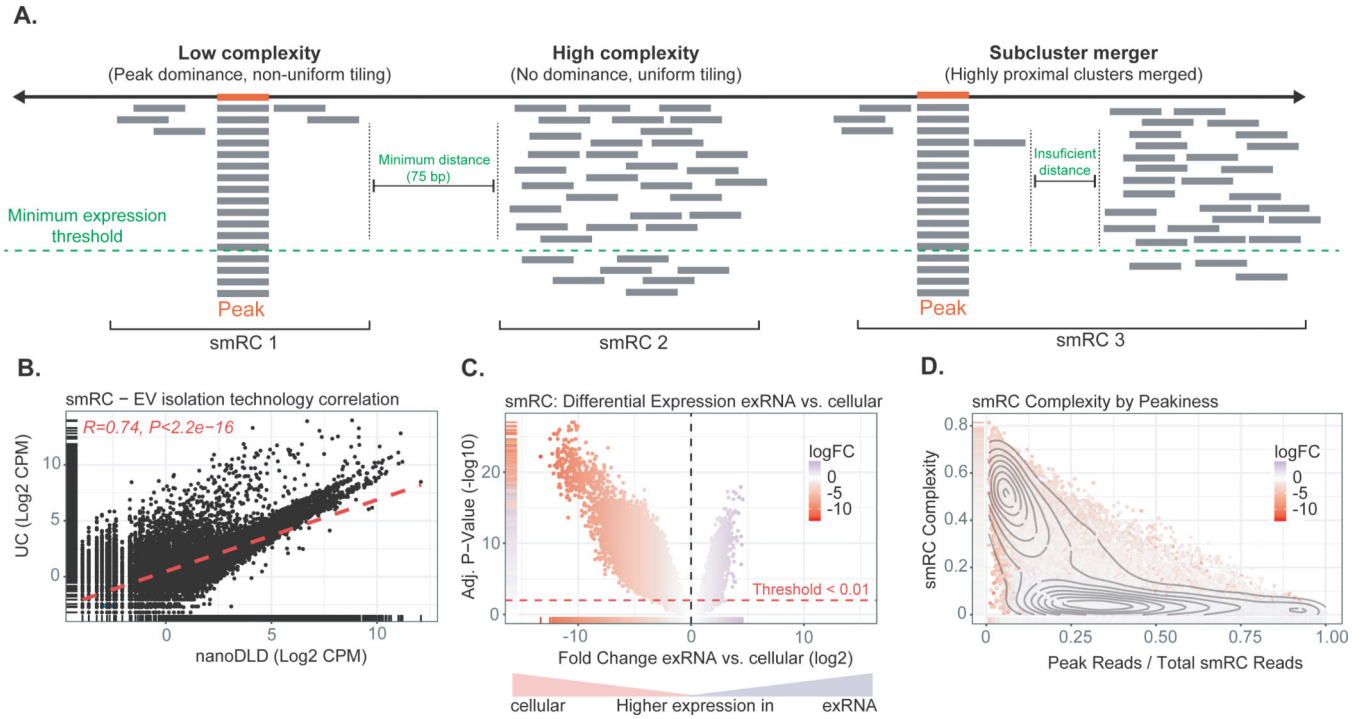 A.
Low complexity
(Peak dominance, non-uniform tiling)
High complexity
(No dominance, uniform tiling)
Subcluster merger
(Highly proximal clusters merged)
Minimum distance
(75 bp)
Insuficient
distance
Minimum expression
threshold
Peak
Peak
smRC 1
smRC 2
smRC 3
B.
smRC – EV isolation technology correlation
R=0.74, P<2.2e−16
UC (Log2 CPM)
10
5
0
0
5
10
nanoDLD (Log2 CPM)
C.
smRC: Differential Expression exRNA vs. cellular
logFC
0
-5
-10
Adj. P-Value (-log10)
20
10
0
Threshold < 0.01
-10
0
10
Fold Change exRNA vs. cellular (log2)
cellular
Higher expression in
exRNA
D.
smRC Complexity by Peakiness
logFC
0
-5
-10
smRC Complexity
0.8
0.6
0.4
0.2
0
0
0.25
0.50
0.75
1.00
Peak Reads / Total smRC Reads